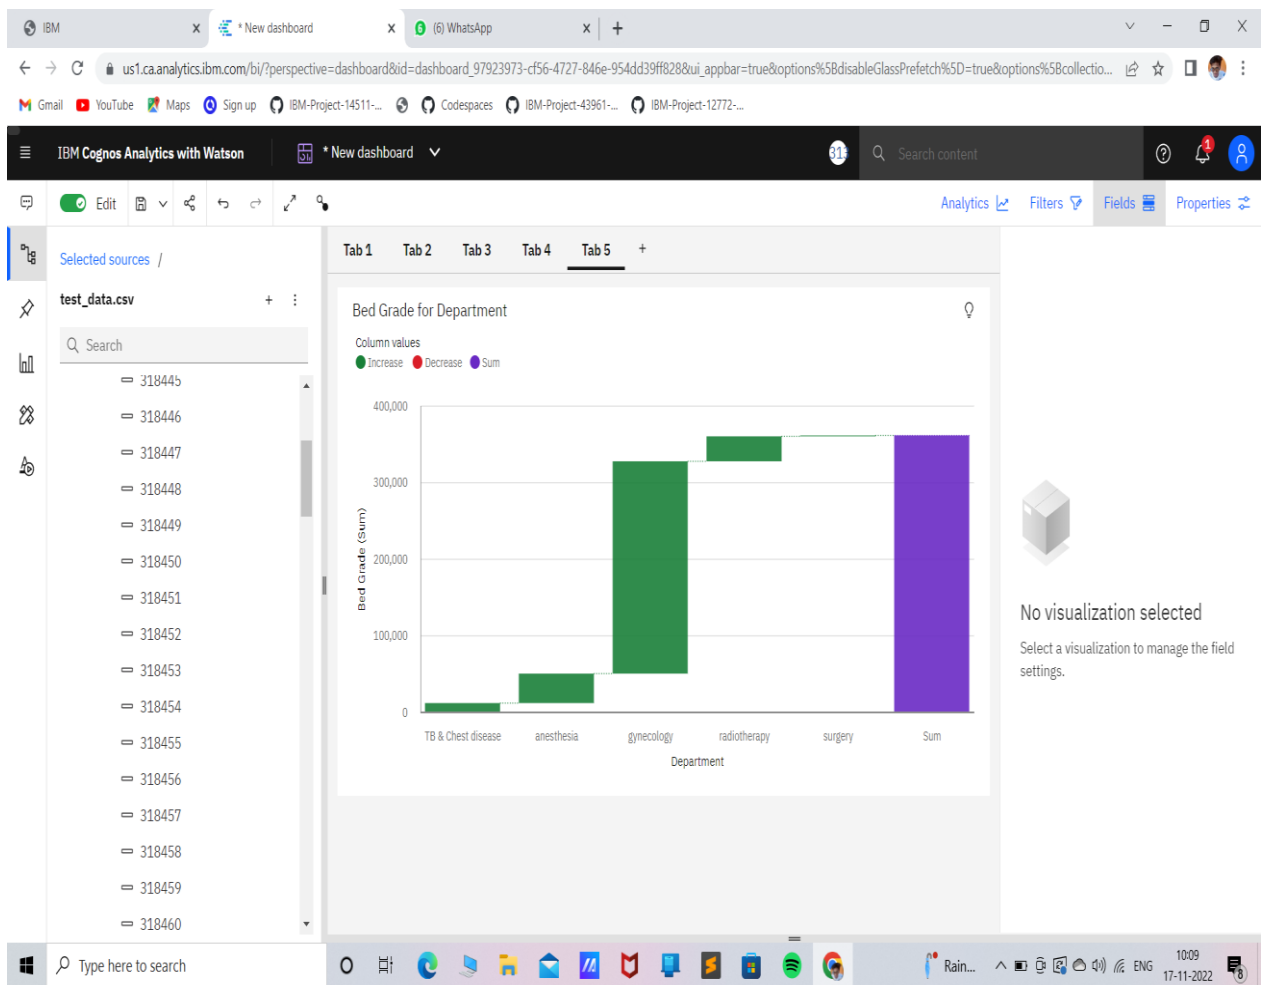 IBM
* New dashboard
6
(6) WhatsApp
us1.ca.analytics.ibm.com/bi/?perspective=dashboard&id=dashboard_97923973-cf56-4727-846e-954dd39ff828&ui_appbar=true&options%5BdisableGlassPrefetch%5D=true&options%5Bcollectio...
Gmail
YouTube
Maps
Sign up
IBM-Project-14511-...
Codespaces
IBM-Project-43961-...
IBM-Project-12772-...
IBM Cognos Analytics with Watson
* New dashboard
313
Search content
1
Edit
Analytics
Filters
Fields
Properties
Selected sources /
test_data.csv
Search
318445
318446
318447
318448
318449
318450
318451
318452
318453
318454
318455
318456
318457
318458
318459
318460
Tab 1
Tab 2
Tab 3
Tab 4
Tab 5
Bed Grade for Department
Column values
Increase
Decrease
Sum
400,000
300,000
200,000
100,000
0
Bed Grade (Sum)
TB & Chest disease
anesthesia
gynecology
radiotherapy
surgery
Sum
Department
No visualization selected
Select a visualization to manage the field
settings.
Type here to search
Rain...
ENG
10:09
17-11-2022
8